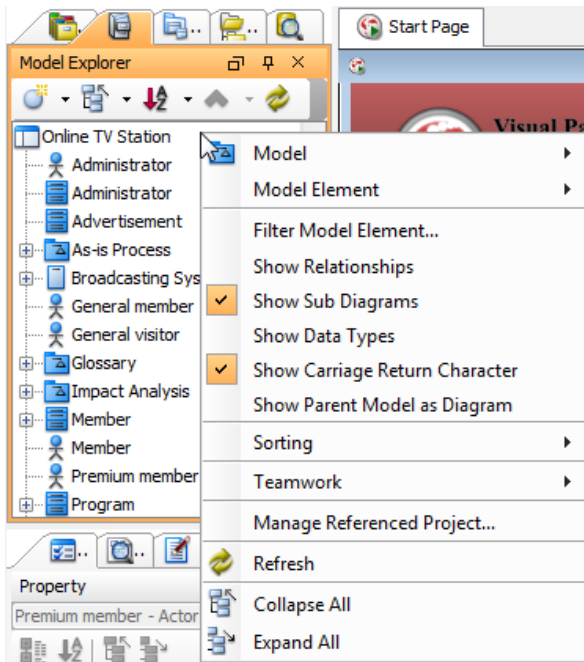 Start Page
Model Explorer
Visual Pa
Online TV Station
Administrator
Administrator
Advertisement
As-is Process
Broadcasting Sys
General member
General visitor
Glossary
Impact Analysis
Member
Member
Premium member
Program
Model
Model Element
Filter Model Element...
Show Relationships
Show Sub Diagrams
Show Data Types
Show Carriage Return Character
Show Parent Model as Diagram
Sorting
Teamwork
Manage Referenced Project...
Refresh
Collapse All
Expand All
Property
Premium member - Actor